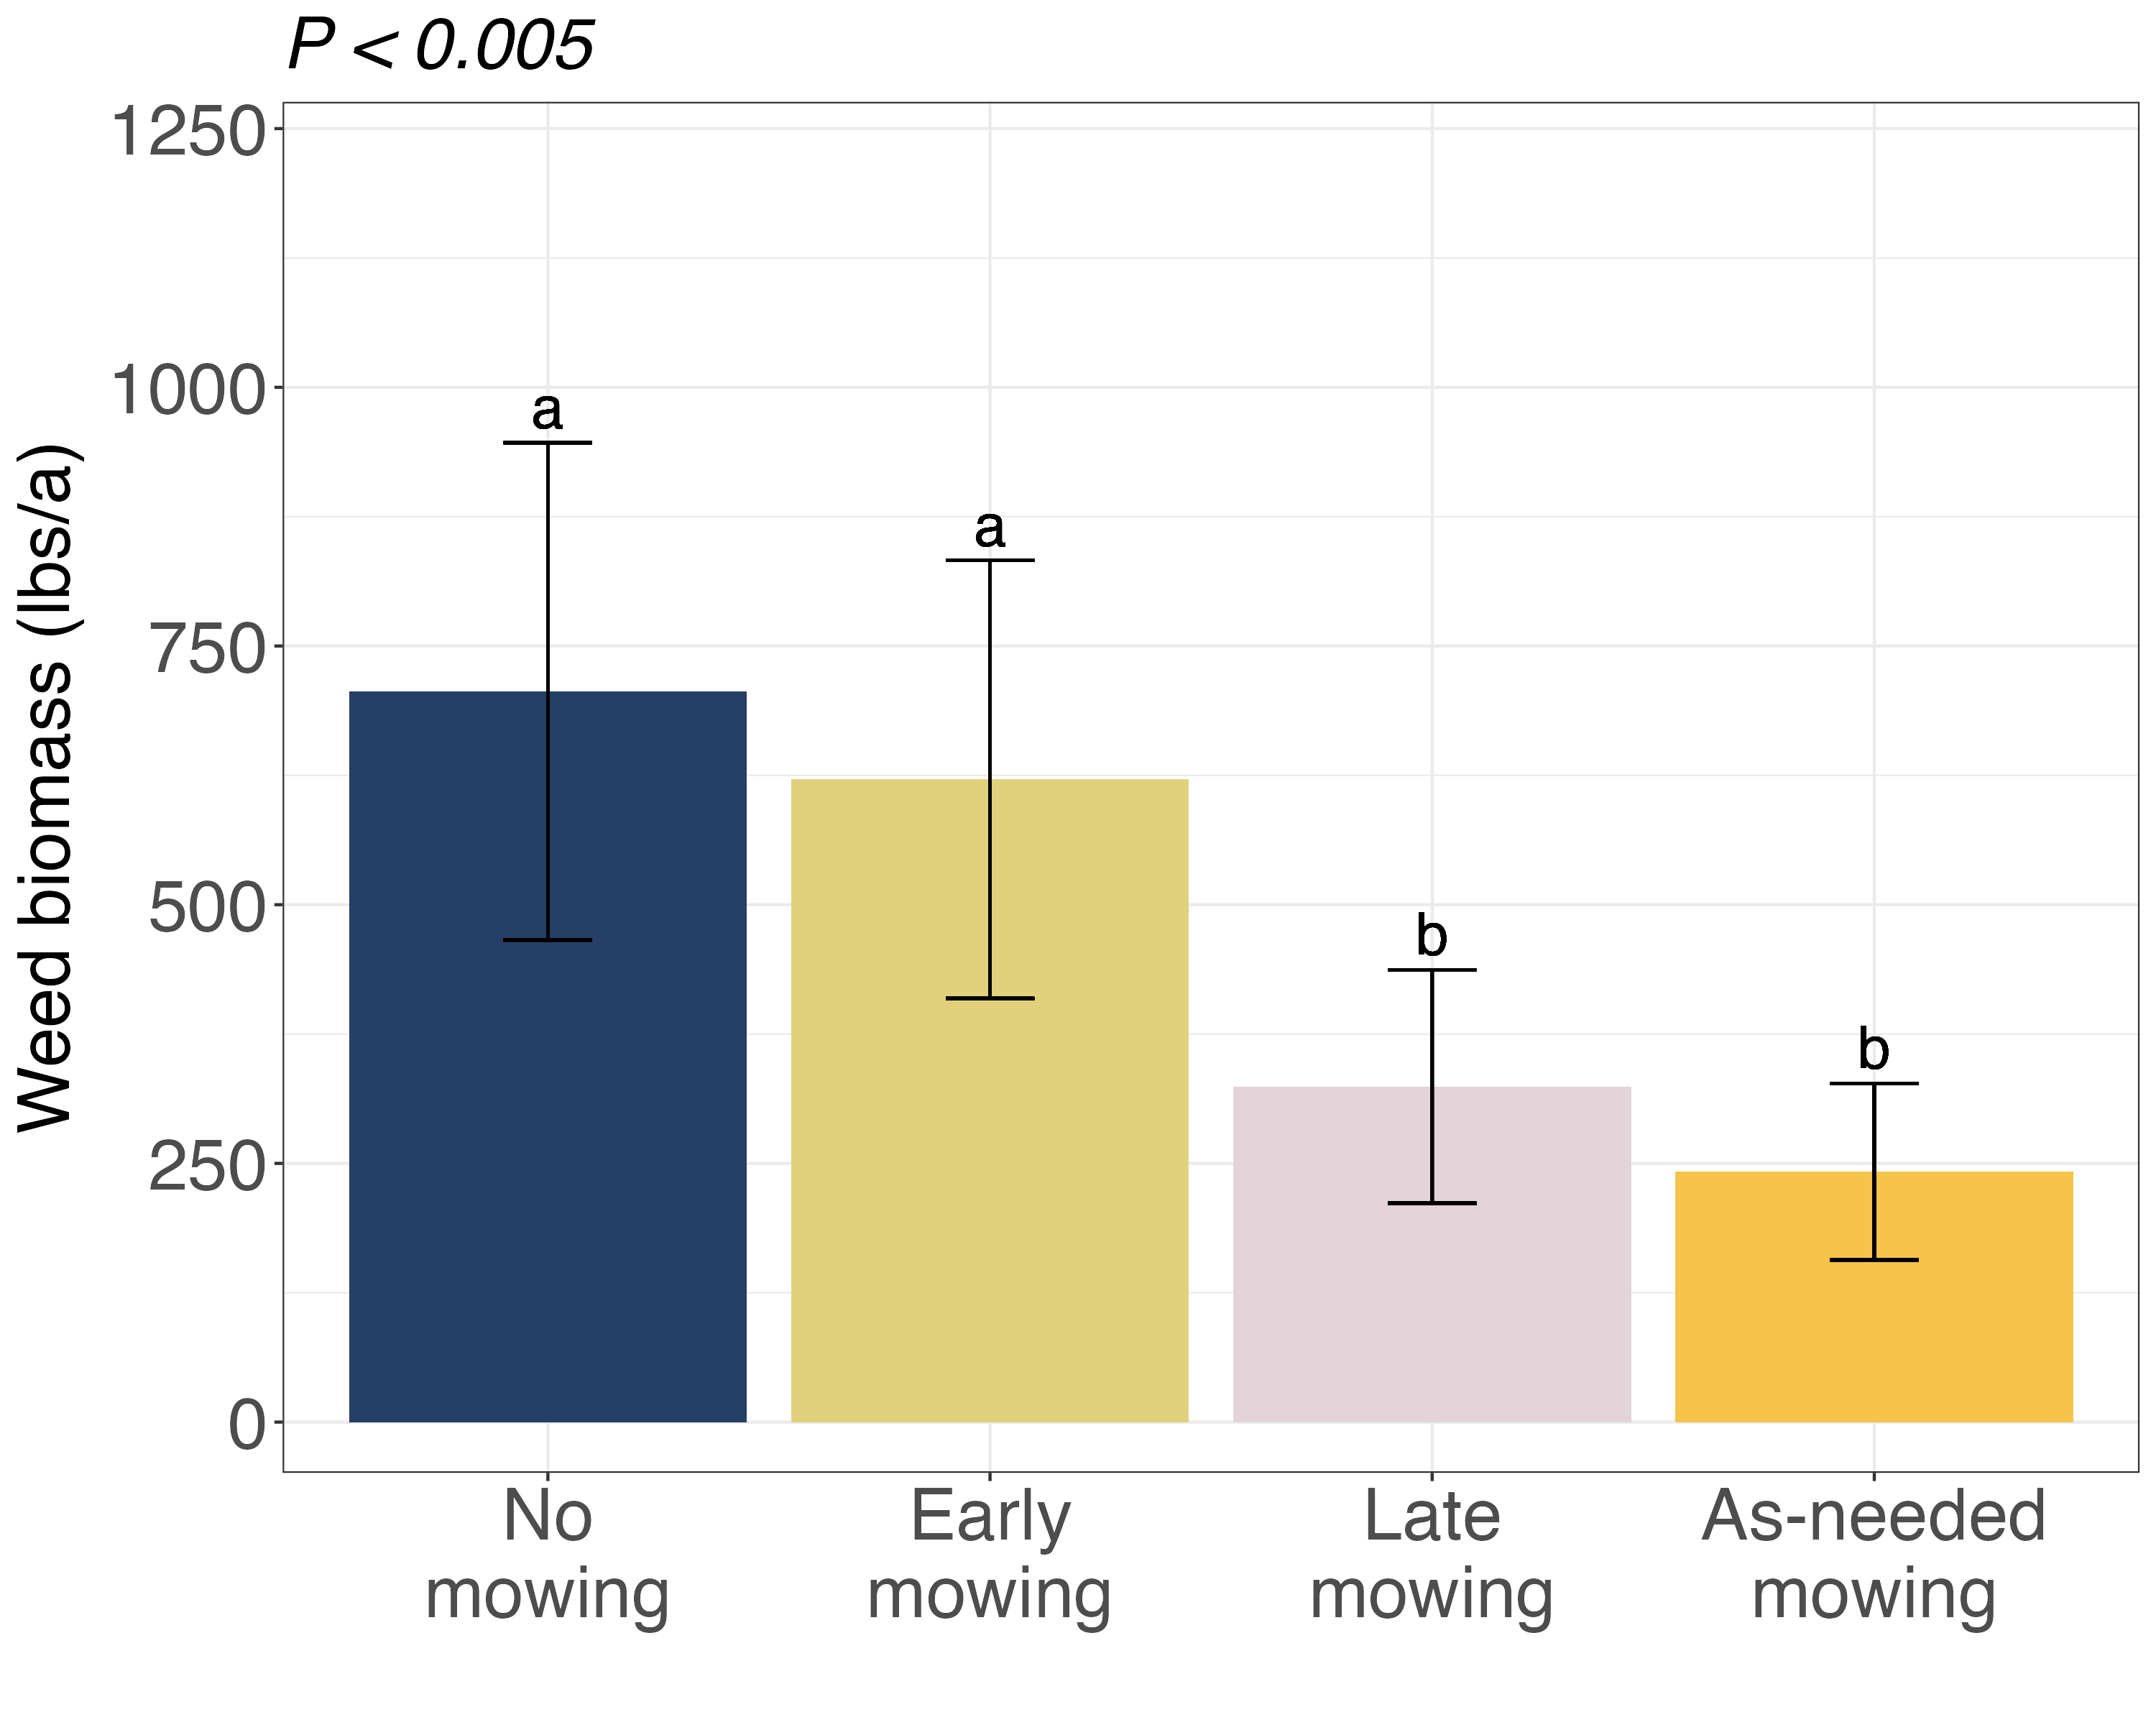 P < 0.005
Weed biomass (lbs/a)
1250
1000
750
500
250
0
a
a
b
b
No
mowing
Early
mowing
Late
mowing
As-needed
mowing